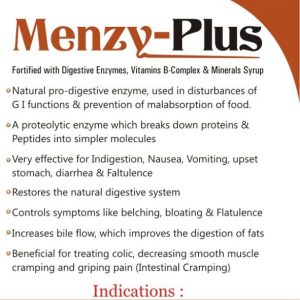 Menzy-Plus
Fortified with Digestive Enzymes, Vitamins B-Complex & Minerals Syrup
Natural pro-digestive enzyme, used in disturbances of
G I functions & prevention of malabsorption of food.
A proteolytic enzyme which breaks down proteins &
Peptides into simpler molecules
Very effective for Indigestion, Nausea, Vomiting, upset
stomach, diarrhea & Faltulence
Restores the natural digestive system
Controls symptoms like belching, bloating & Flatulence
Increases bile flow, which improves the digestion of fats
Beneficial for treating colic, decreasing smooth muscle
cramping and griping pain (Intestinal Cramping)
Indications :